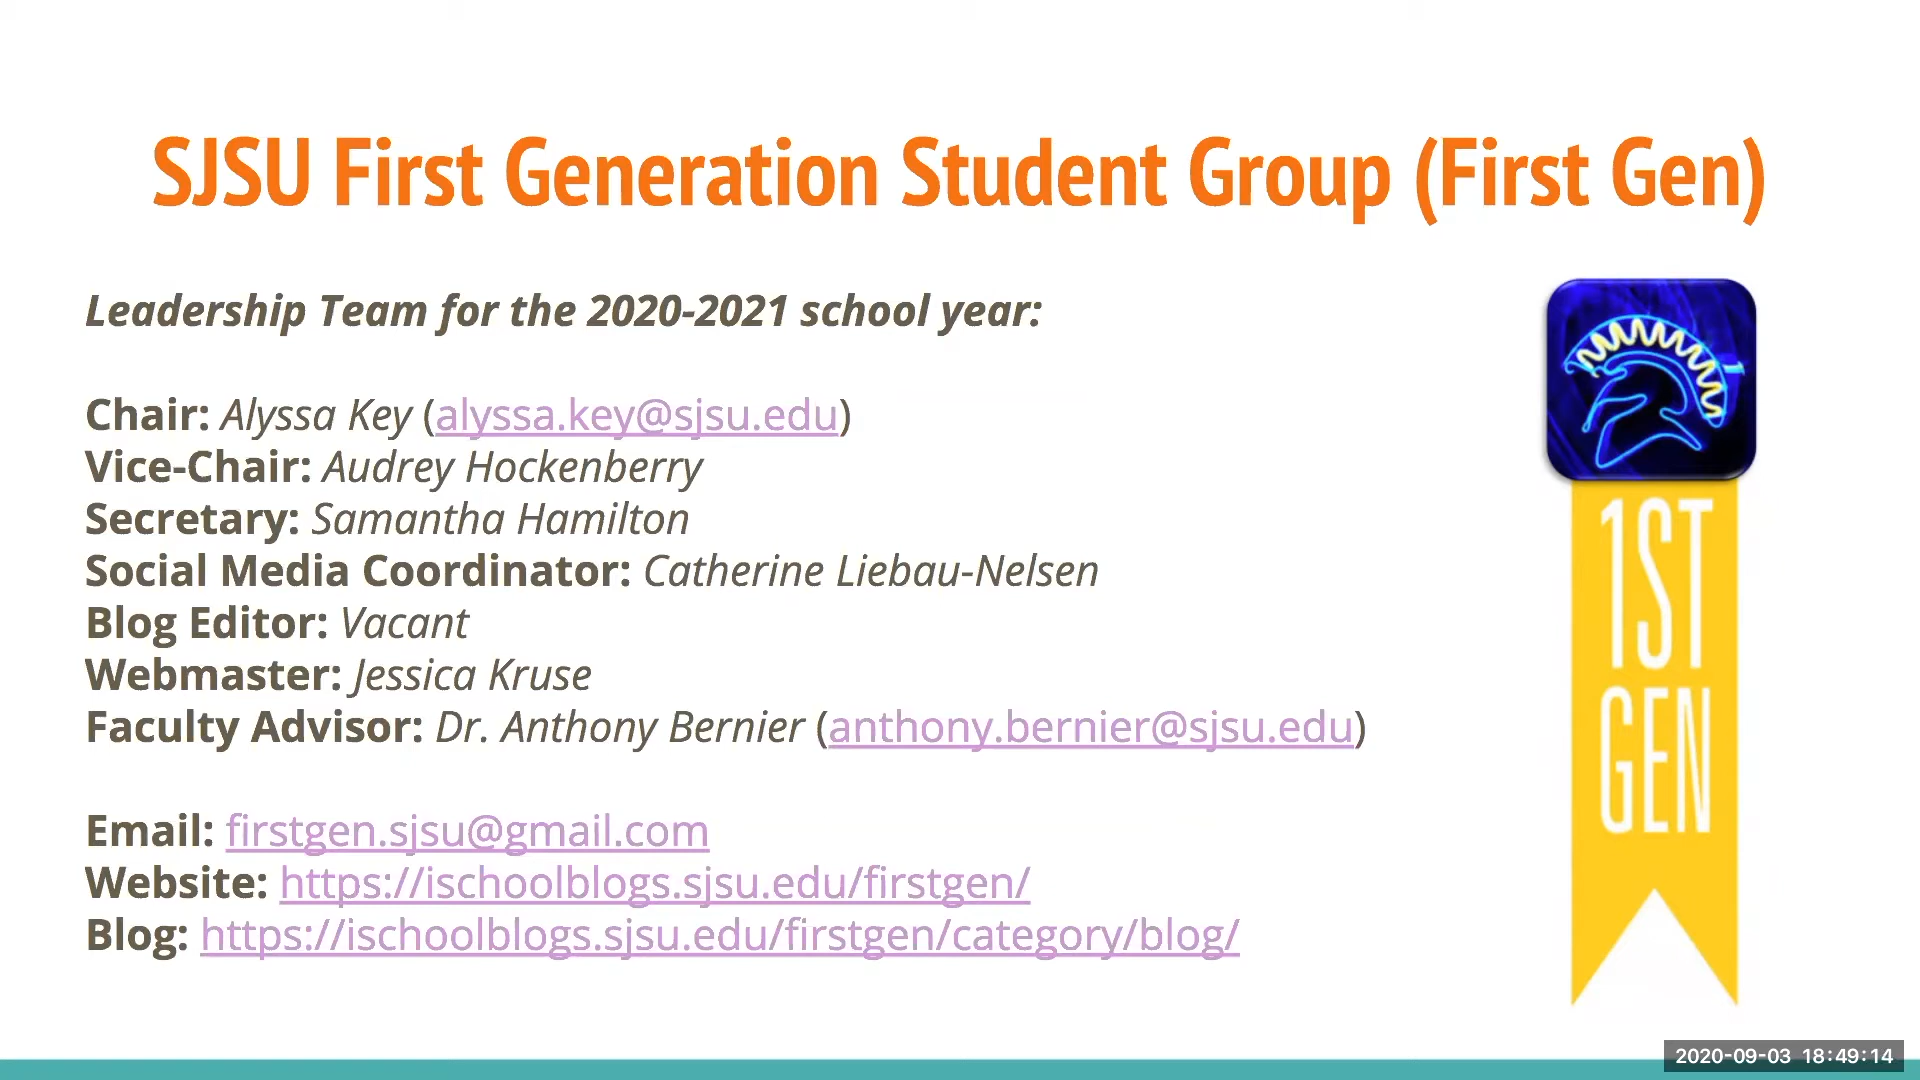 SJSU First Generation Student Group (First Gen)
Leadership Team for the 2020-2021 school year:
Chair: Alyssa Key (alyssa.key@sjsu.edu)
Vice-Chair: Audrey Hockenberry
Secretary: Samantha Hamilton
Social Media Coordinator: Catherine Liebau-Nelsen
Blog Editor: Vacant
Webmaster: Jessica Kruse
Faculty Advisor: Dr. Anthony Bernier (anthony.bernier@sjsu.edu)
Email: firstgen.sjsu@gmail.com
Website: https://ischoolblogs.sjsu.edu/firstgen/
Blog: https://ischoolblogs.sjsu.edu/firstgen/category/blog/
1ST
GEN
2020-09-03 18:49:14